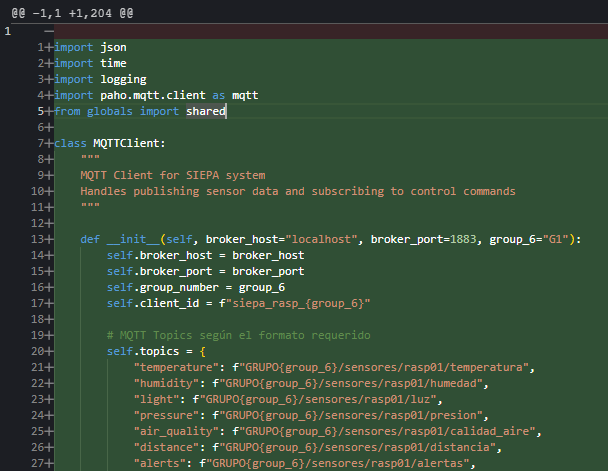 @@ -1,1 +1,204 @@
1 -
1+import json
2+import time
3+import logging
4+import paho.mqtt.client as mqtt
5+from globals import shared
6+
7+class MQTTClient:
8+    """
9+    MQTT Client for SIEPA system
10+    Handles publishing sensor data and subscribing to control commands
11+    """
12+
13+    def __init__(self, broker_host="localhost", broker_port=1883, group_6="G1"):
14+        self.broker_host = broker_host
15+        self.broker_port = broker_port
16+        self.group_number = group_6
17+        self.client_id = f"siepa_rasp_{group_6}"
18+
19+        # MQTT Topics según el formato requerido
20+        self.topics = {
21+            "temperature": f"GRUPO{group_6}/sensores/rasp01/temperatura",
22+            "humidity": f"GRUPO{group_6}/sensores/rasp01/humedad",
23+            "light": f"GRUPO{group_6}/sensores/rasp01/luz",
24+            "pressure": f"GRUPO{group_6}/sensores/rasp01/presion",
25+            "air_quality": f"GRUPO{group_6}/sensores/rasp01/calidad_aire",
26+            "distance": f"GRUPO{group_6}/sensores/rasp01/distancia",
27+            "alerts": f"GRUPO{group_6}/sensores/rasp01/alertas",